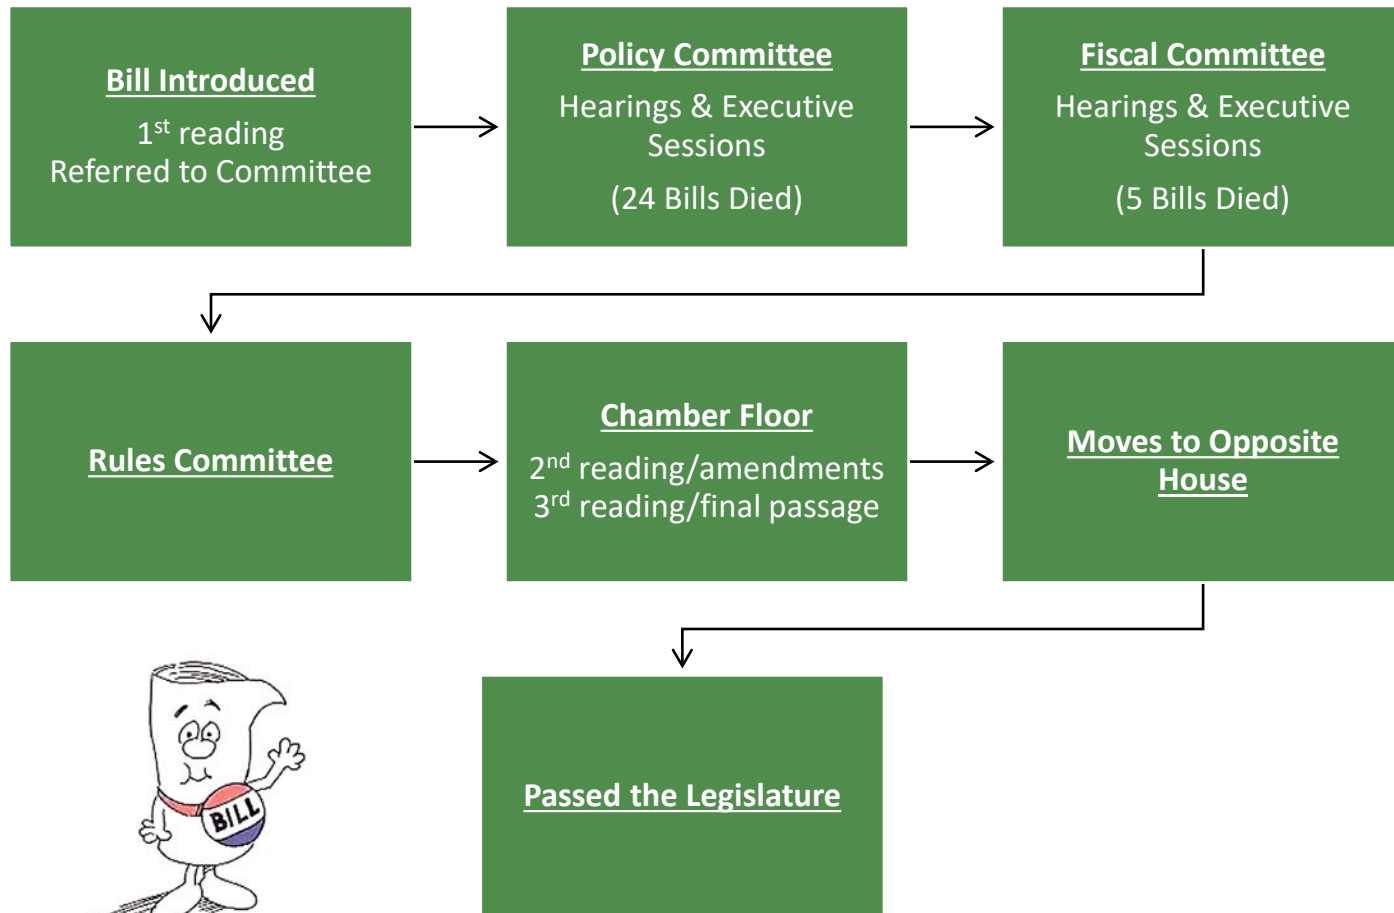 Bill Introduced
1st reading
Referred to Committee
Policy Committee
Hearings & Executive
Sessions
(24 Bills Died)
Fiscal Committee
Hearings & Executive
Sessions
(5 Bills Died)
Rules Committee
Chamber Floor
2nd reading/amendments
3rd reading/final passage
Moves to Opposite
House
Passed the Legislature
BILL